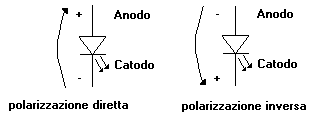 + Anodo
Catodo
-
polarizzazione diretta
- Anodo
Catodo
+
polarizzazione inversa